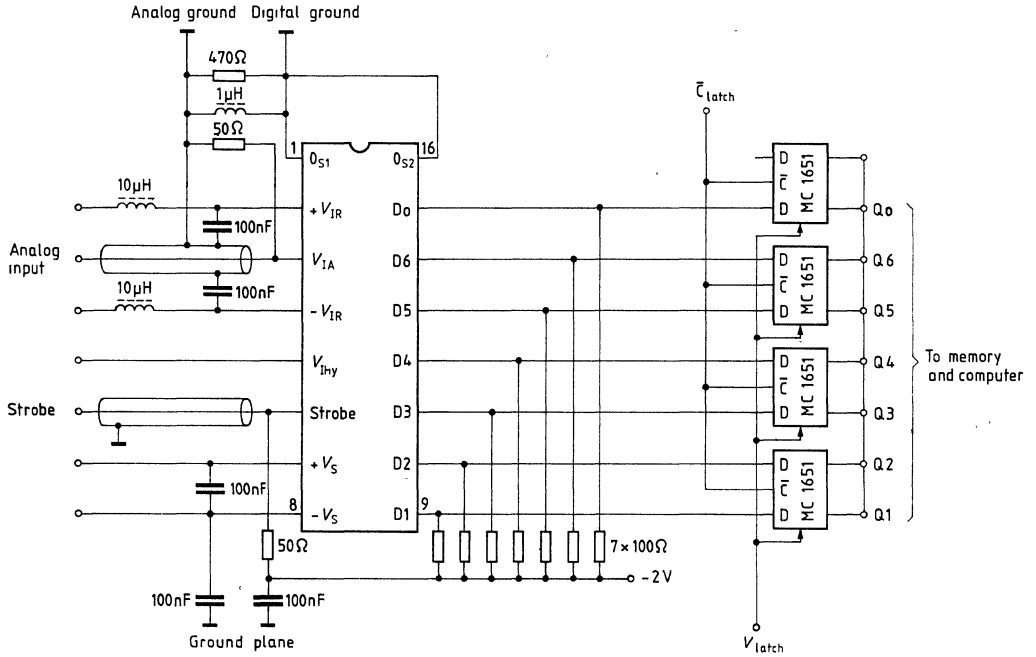 Analog ground Digital ground
470Ω
1μH
50Ω
C̅latch
1 16
OS1 OS2
D
C̅
D
MC 1651
10μH
+VIR Do Qo
100nF
Analog
input
VIA D6 Q6
D
C̅
D
MC 1651
10μH
100nF
-VIR D5 Q5
VIhy D4 Q4
To memory
and computer
D
C̅
D
MC 1651
Strobe Strobe D3 Q3
+VS D2 Q2
100nF
D
C̅
D
MC 1651
8 9
-VS D1 Q1
50Ω 7×100Ω
-2V
100nF 100nF
Ground plane
Vlatch